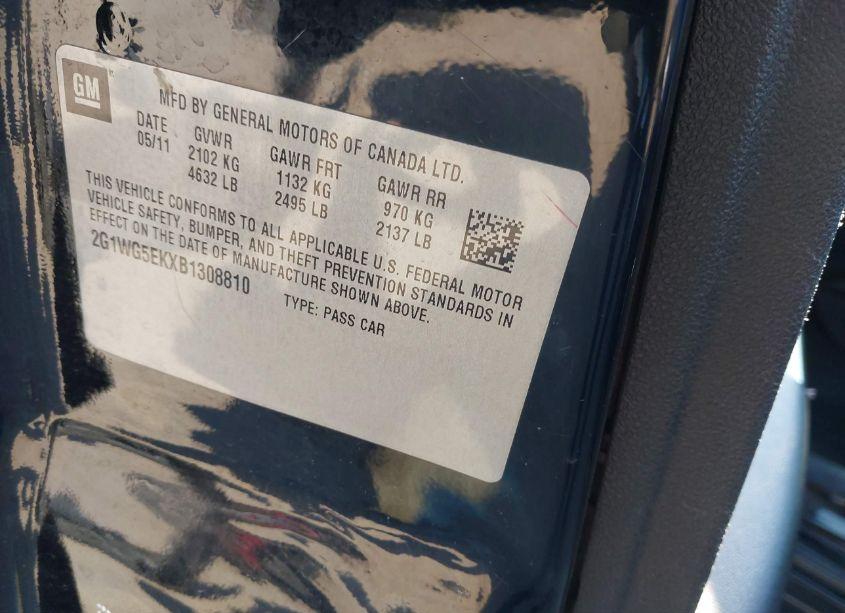 GM
MFD BY GENERAL MOTORS OF CANADA LTD.
DATE GVWR GAWR FRT GAWR RR
05/11 2102 KG 1132 KG 970 KG
4632 LB 2495 LB 2137 LB
THIS VEHICLE CONFORMS TO ALL APPLICABLE U.S. FEDERAL MOTOR
VEHICLE SAFETY, BUMPER, AND THEFT PREVENTION STANDARDS IN
EFFECT ON THE DATE OF MANUFACTURE SHOWN ABOVE.
2G1WG5EKXB1308810 TYPE: PASS CAR